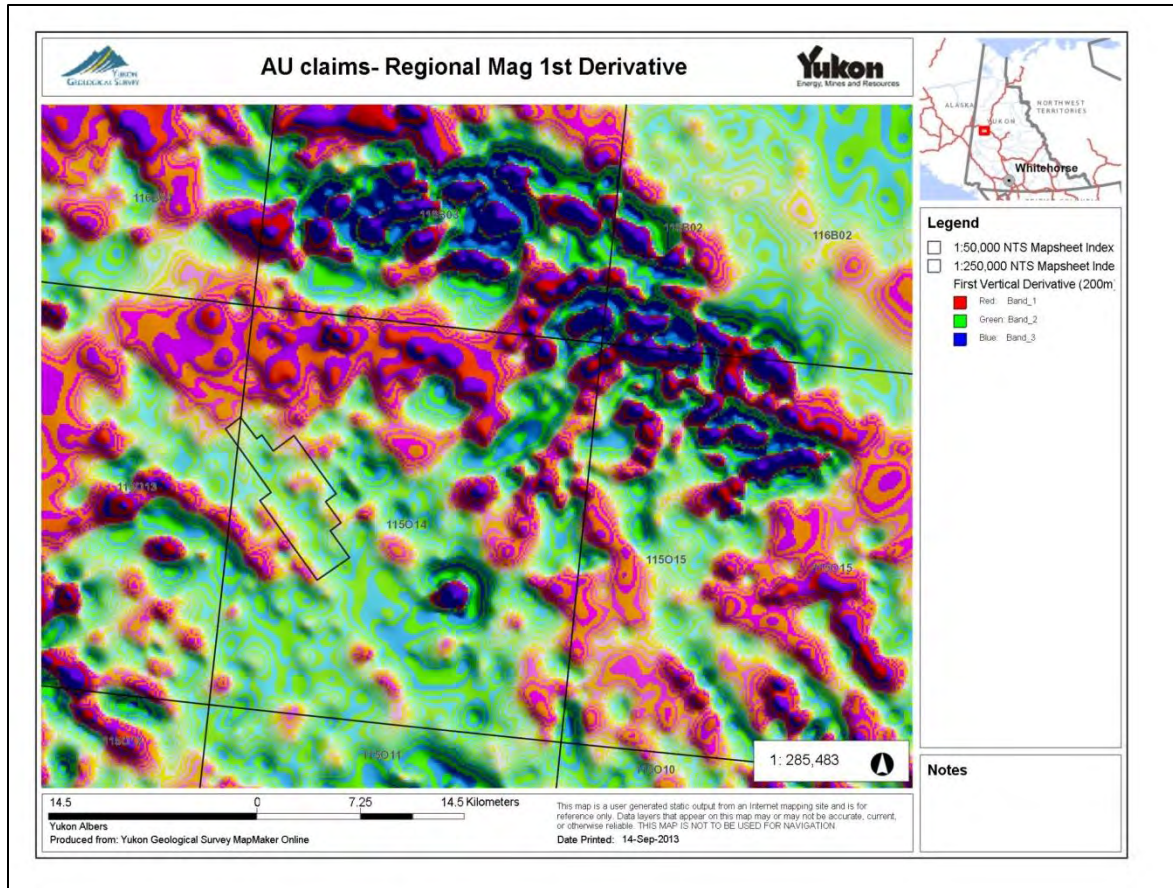 YUKON
GEOLOGICAL SURVEY
AU claims- Regional Mag 1st Derivative
Yukon
Energy, Mines and Resources
ALASKA
NORTHWEST
TERRITORIES
YUKON
Whitehorse
Legend
1:50,000 NTS Mapsheet Index
1:250,000 NTS Mapsheet Inde
First Vertical Derivative (200m
Red: Band_1
Green: Band_2
Blue: Band_3
116B03
116B02
115O14
115O15
115O11
1: 285,483
Notes
14.5 0 7.25 14.5 Kilometers
Yukon Albers
Produced from: Yukon Geological Survey MapMaker Online
This map is a user generated static output from an Internet mapping site and is for
reference only. Data layers that appear on this map may or may not be accurate, current,
or otherwise reliable. THIS MAP IS NOT TO BE USED FOR NAVIGATION
Date Printed: 14-Sep-2013